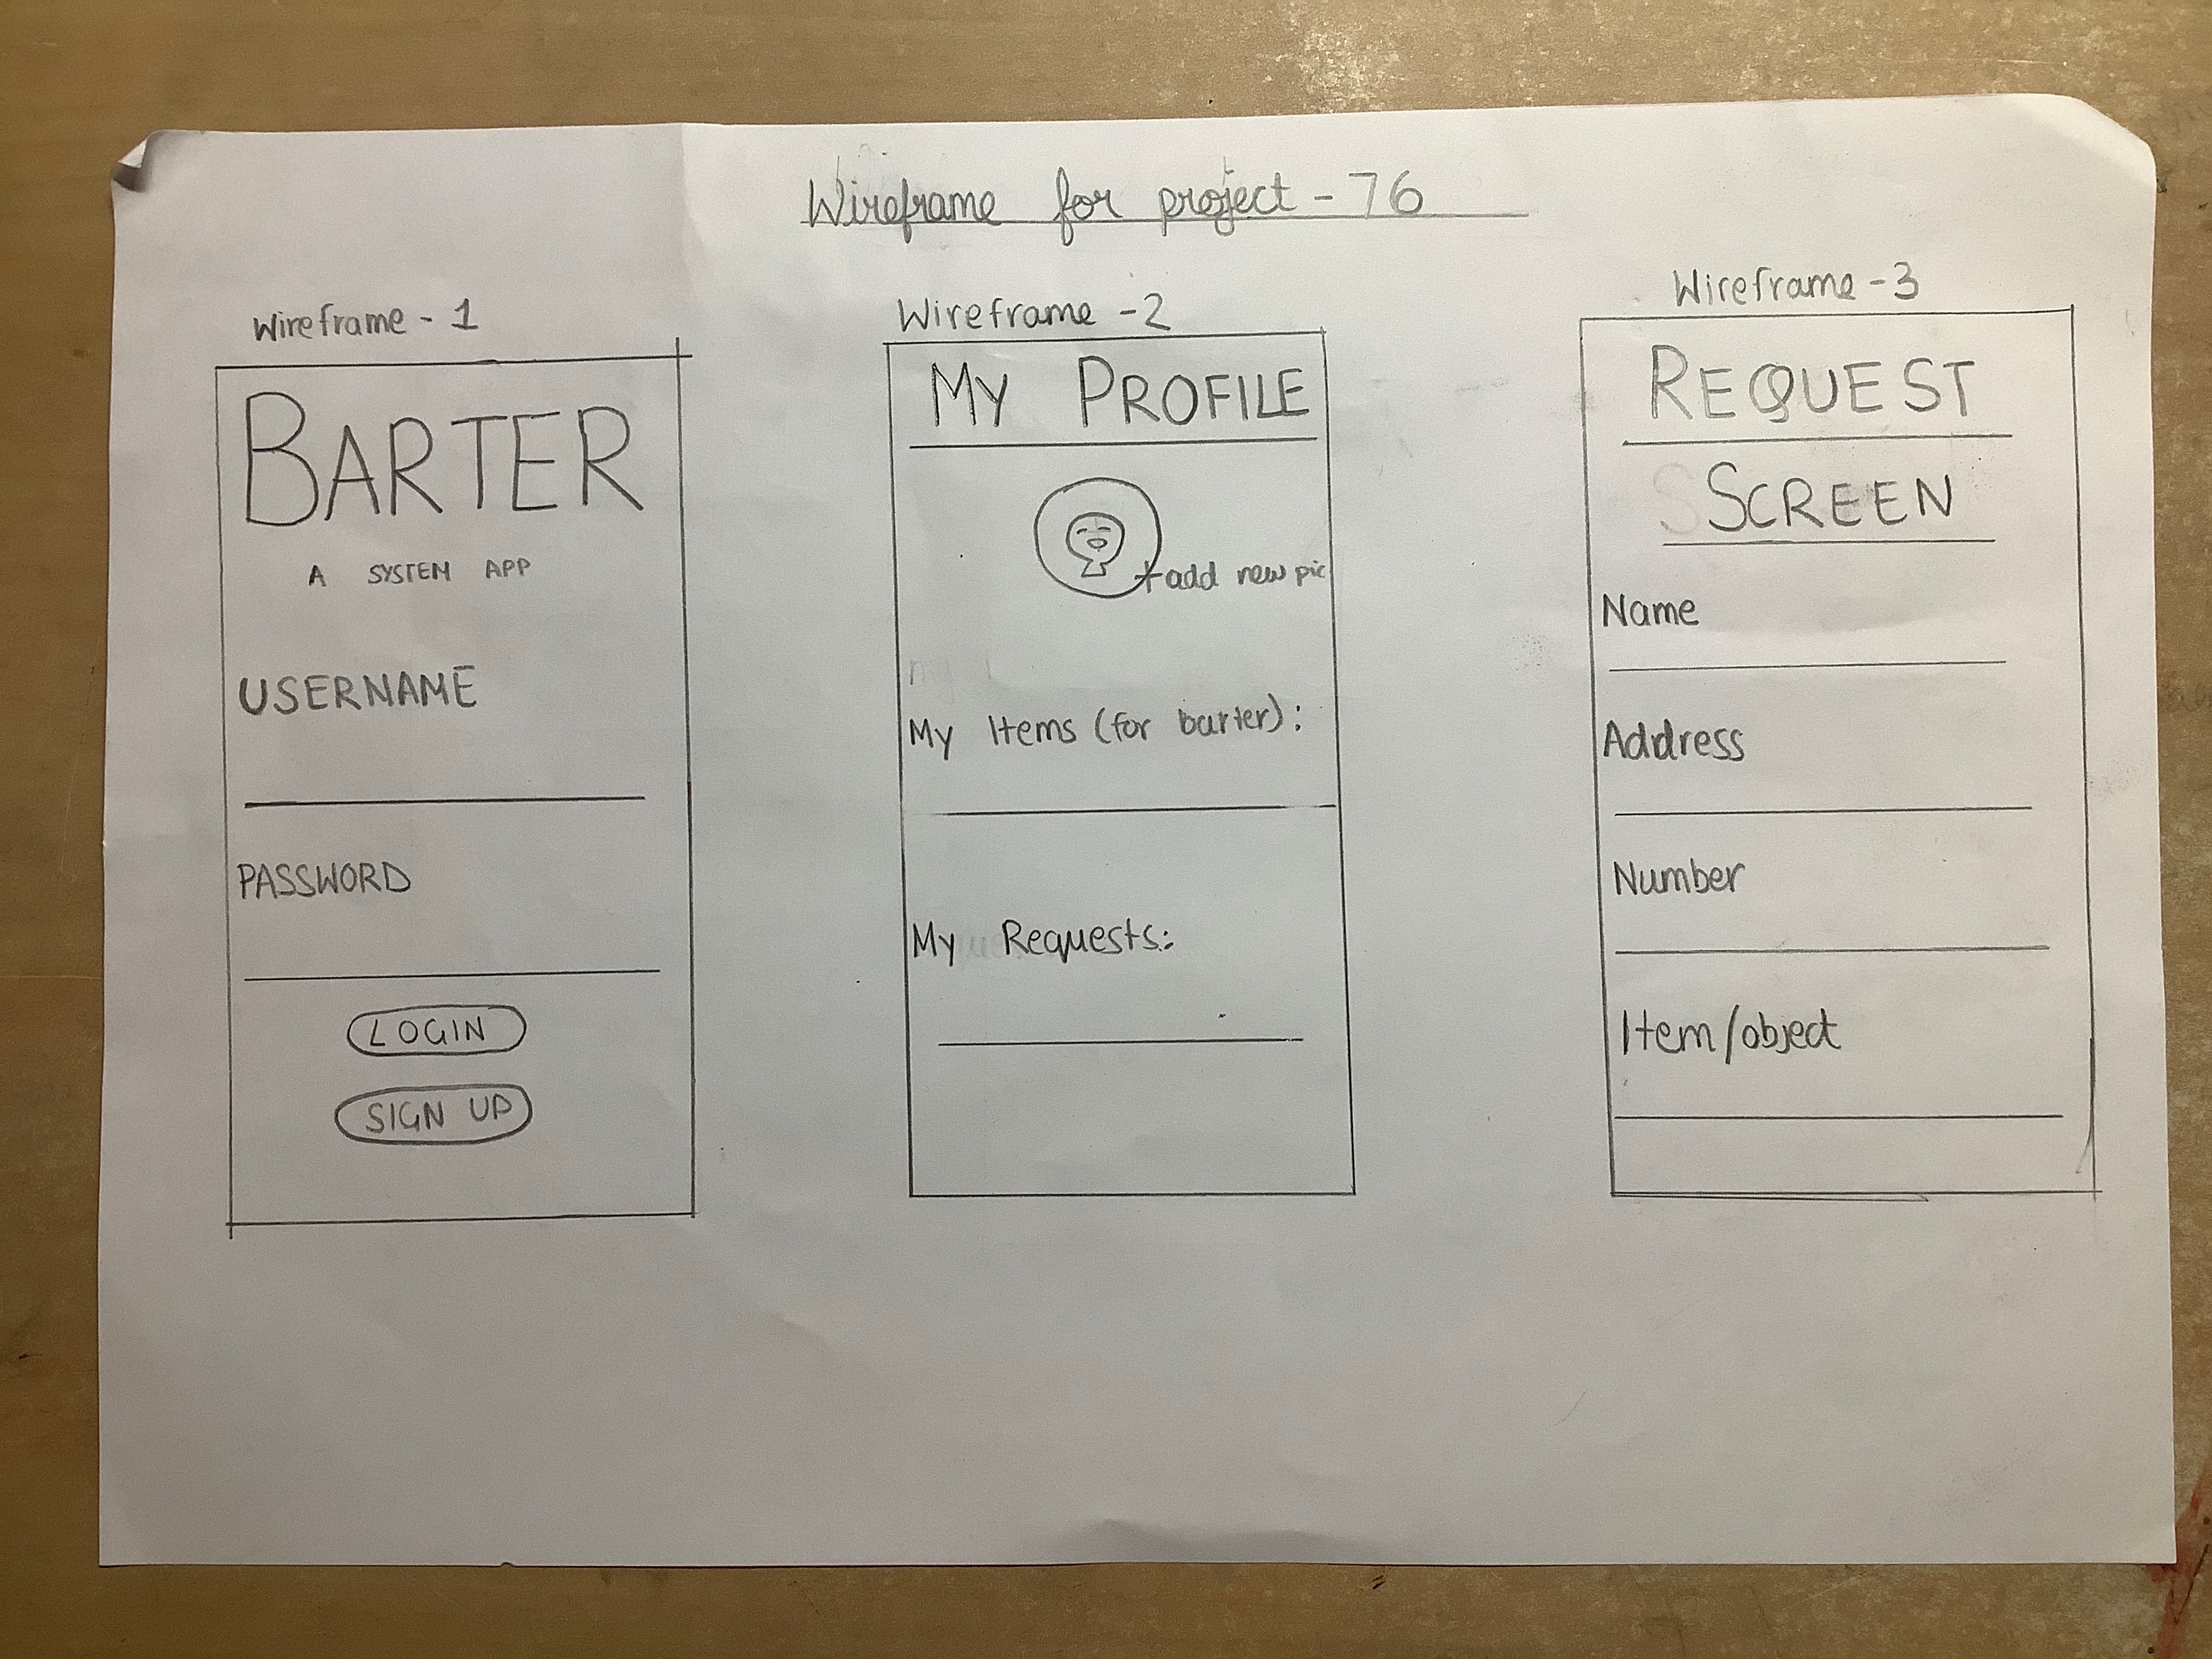 Wireframe for project - 76
Wireframe - 1
BARTER
A SYSTEM APP
USERNAME
PASSWORD
LOGIN
SIGN UP
Wireframe - 2
MY PROFILE
+ add new pic
My Items (for barter):
My Requests:
Wireframe - 3
REQUEST
SCREEN
Name
Address
Number
Item/object